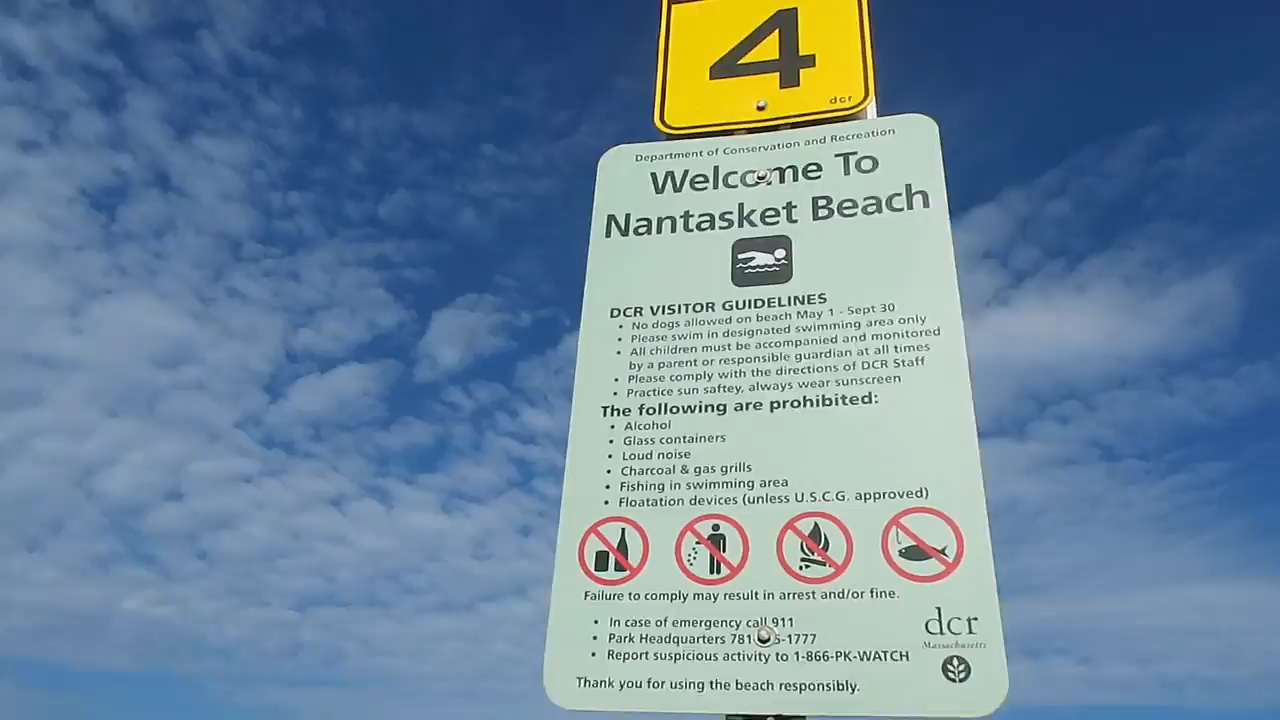 4
dcr
Department of Conservation and Recreation
Welcome To
Nantasket Beach
DCR VISITOR GUIDELINES
• No dogs allowed on beach May 1 - Sept 30
• Please swim in designated swimming area only
• All children must be accompanied and monitored
by a parent or responsible guardian at all times
• Please comply with the directions of DCR Staff
• Practice sun saftey, always wear sunscreen
The following are prohibited:
• Alcohol
• Glass containers
• Loud noise
• Charcoal & gas grills
• Fishing in swimming area
• Floatation devices (unless U.S.C.G. approved)
Failure to comply may result in arrest and/or fine.
• In case of emergency call 911
• Park Headquarters 781 5-1777
• Report suspicious activity to 1-866-PK-WATCH
Thank you for using the beach responsibly.
dcr
Massachusetts